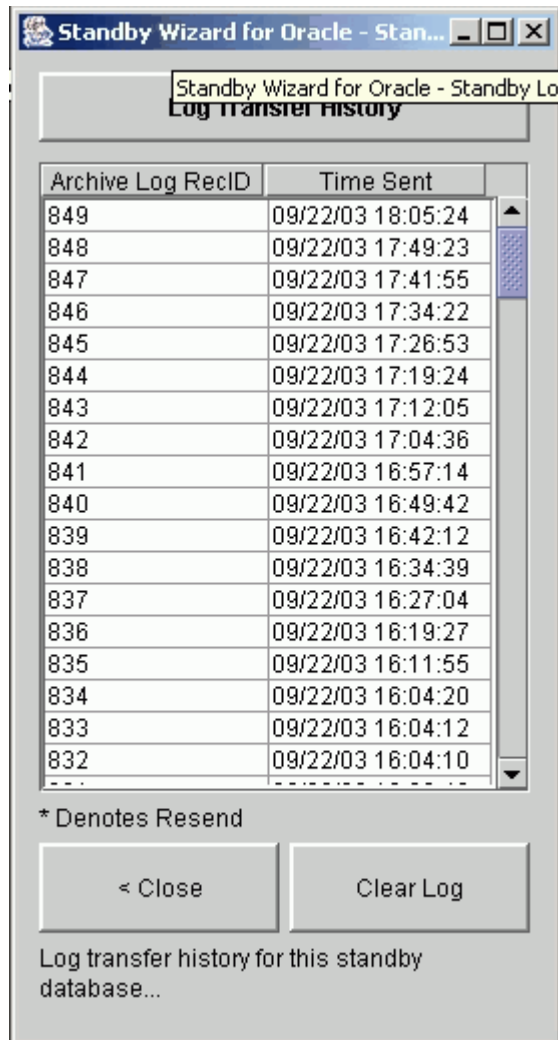 Standby Wizard for Oracle - Stan...
Standby Wizard for Oracle - Standby Lo
Log Transfer History
Archive Log RecID Time Sent
849 09/22/03 18:05:24
848 09/22/03 17:49:23
847 09/22/03 17:41:55
846 09/22/03 17:34:22
845 09/22/03 17:26:53
844 09/22/03 17:19:24
843 09/22/03 17:12:05
842 09/22/03 17:04:36
841 09/22/03 16:57:14
840 09/22/03 16:49:42
839 09/22/03 16:42:12
838 09/22/03 16:34:39
837 09/22/03 16:27:04
836 09/22/03 16:19:27
835 09/22/03 16:11:55
834 09/22/03 16:04:20
833 09/22/03 16:04:12
832 09/22/03 16:04:10
* Denotes Resend
< Close
Clear Log
Log transfer history for this standby
database...